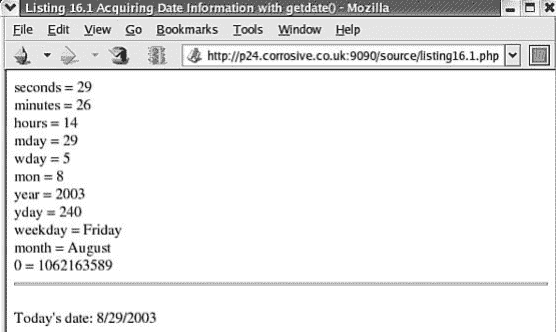 Listing 16.1 Acquiring Date Information with getdate() - Mozilla
File Edit View Go Bookmarks Tools Window Help
http://p24.corrosive.co.uk:9090/source/listing16.1.php
seconds = 29
minutes = 26
hours = 14
mday = 29
wday = 5
mon = 8
year = 2003
yday = 240
weekday = Friday
month = August
0 = 1062163589
Today's date: 8/29/2003